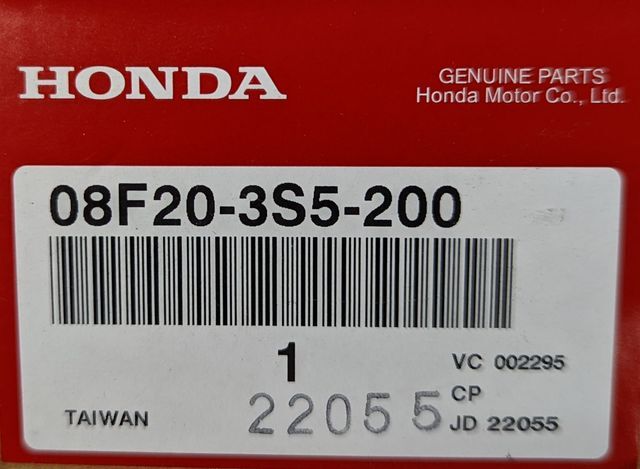 HONDA
GENUINE PARTS
Honda Motor Co., Ltd.
08F20-3S5-200
1
VC 002295
22055
CP
TAIWAN
JD 22055